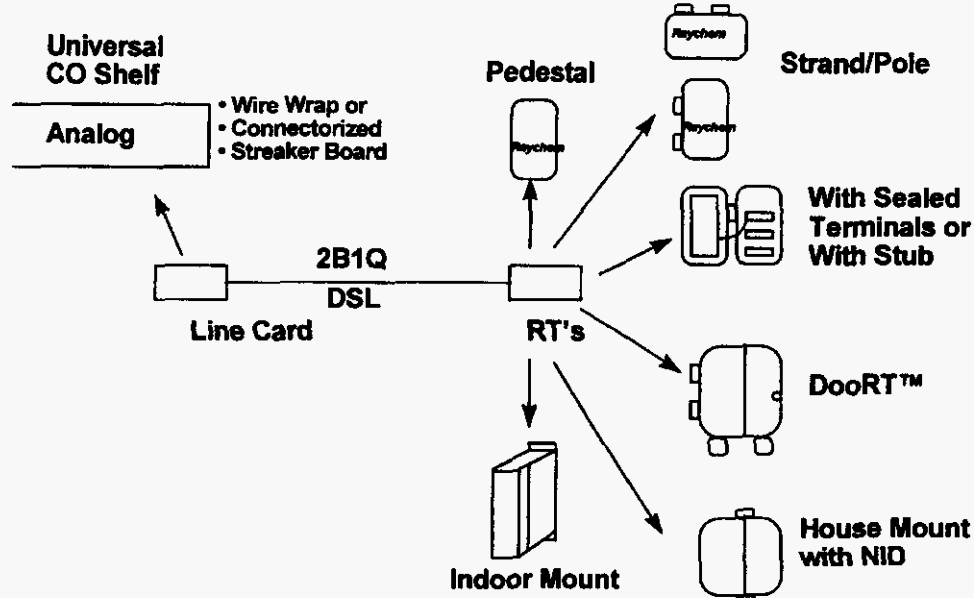 Universal
CO Shelf
Analog
• Wire Wrap or
• Connectorized
• Streaker Board
Pedestal
Raychem
Raychem
Strand/Pole
Raychem
With Sealed
Terminals or
With Stub
2B1Q
DSL
Line Card
RT's
DooRT™
Indoor Mount
House Mount
with NID